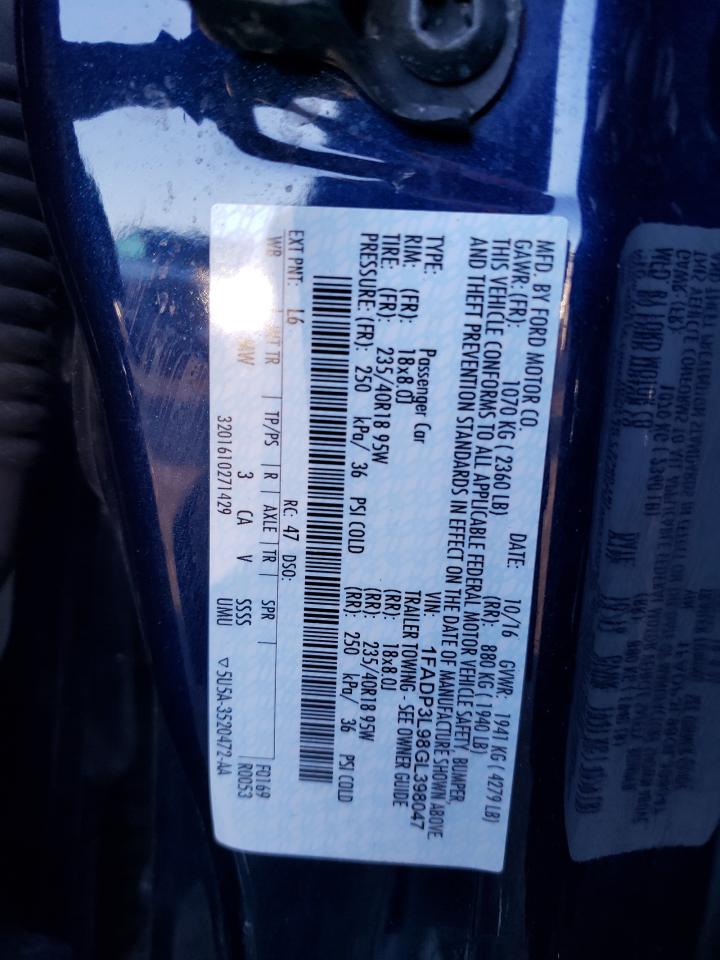 MFD. BY FORD MOTOR CO. DATE: 10/16 GVWR: 1941 KG ( 4279 LB)
GAWR: (FR): 1070 KG ( 2360 LB) (RR): 880 KG ( 1940 LB)
THIS VEHICLE CONFORMS TO ALL APPLICABLE FEDERAL MOTOR VEHICLE SAFETY, BUMPER,
AND THEFT PREVENTION STANDARDS IN EFFECT ON THE DATE OF MANUFACTURE SHOWN ABOVE.
VIN: 1FADP3L98GL398047
TYPE: Passenger Car TRAILER TOWING - SEE OWNER GUIDE
RIM: (FR): 18x8.0J (RR): 18x8.0J
TIRE: (FR): 235/40R18 95W (RR): 235/40R18 95W
PRESSURE: (FR): 250 kPa/ 36 PSI COLD (RR): 250 kPa/ 36 PSI COLD
EXT PNT: L6 RC: 47 DSO: F0169
WB TR TP/PS R AXLE TR SPR R0053
3 CA V SSSS
3201610271429 UMU ▽5U5A-3520472-AA